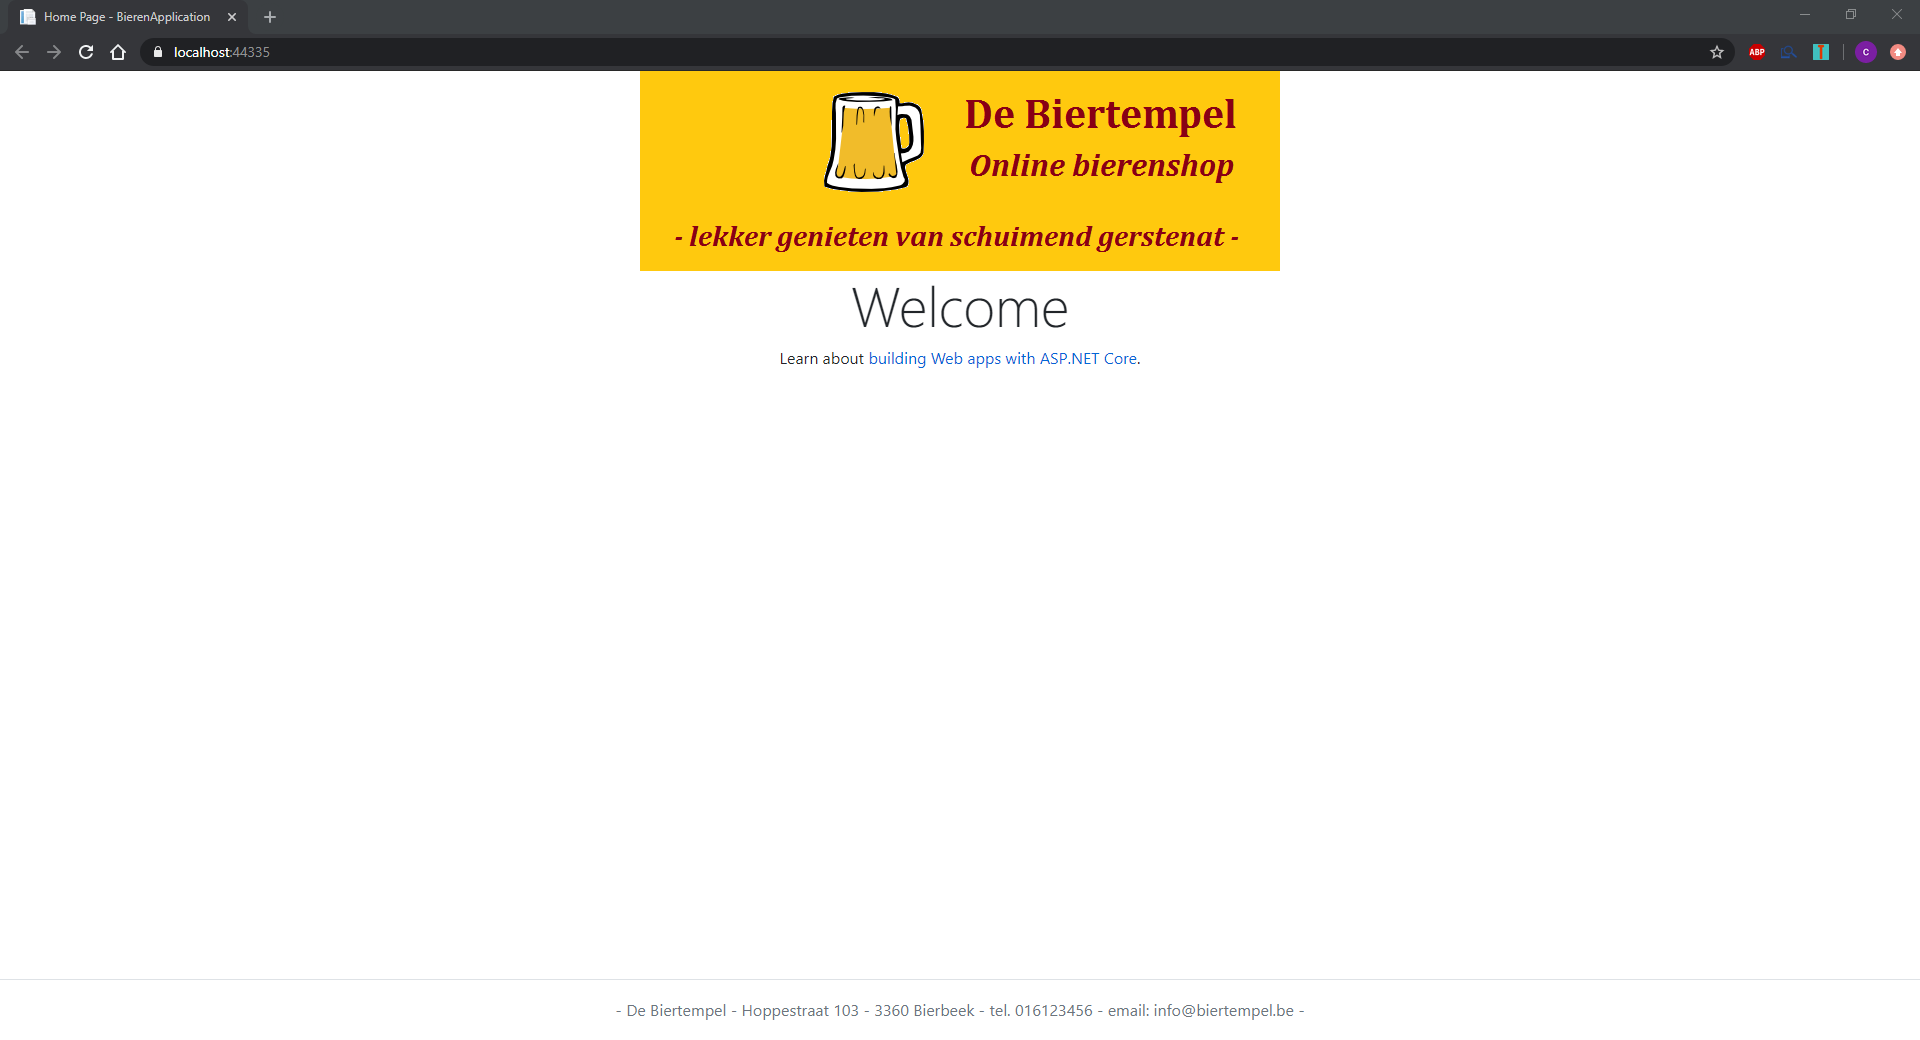 Home Page - BierenApplication
localhost:44335
ABP
C
De Biertempel
Online bierenshop
- lekker genieten van schuimend gerstenat -
Welcome
Learn about building Web apps with ASP.NET Core.
- De Biertempel - Hoppestraat 103 - 3360 Bierbeek - tel. 016123456 - email: info@biertempel.be -